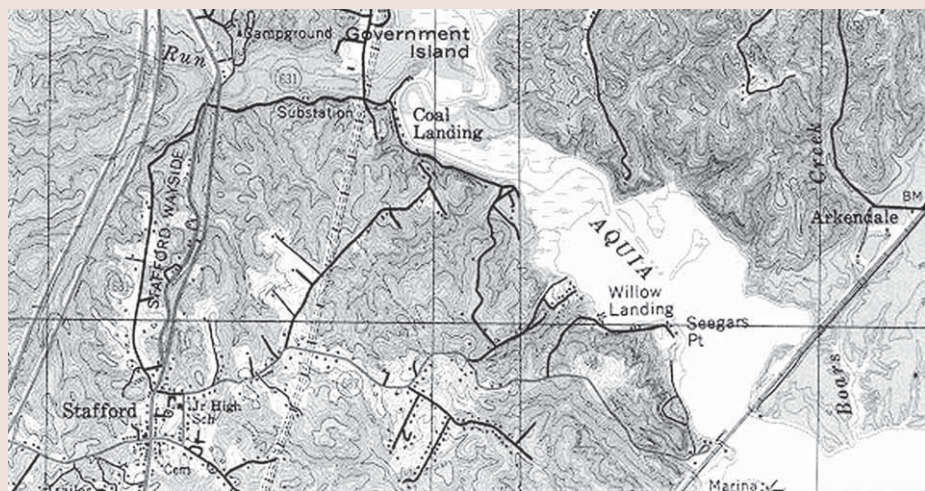 Campground
Government
Island
Run
631
Substation
Coal
Landing
STAFFORD WAYSIDE
Creek
BM
Arkendale
AQUIA
Willow
Landing
Seegars
Pt
Boars
Stafford
Jr High
Sch
Cem
Trailer
Marina